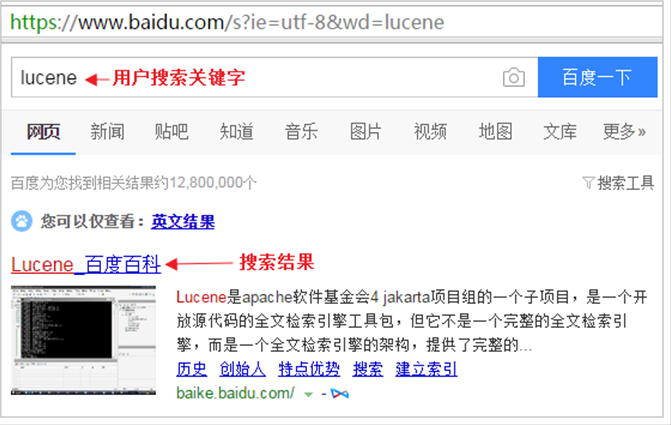 https://www.baidu.com/s?ie=utf-8&wd=lucene
lucene 用户搜索关键字 百度一下
网页 新闻 贴吧 知道 音乐 图片 视频 地图 文库 更多»
百度为您找到相关结果约12,800,000个 搜索工具
您可以仅查看：英文结果
Lucene_百度百科 搜索结果
Lucene是apache软件基金会4 jakarta项目组的一个子项目，是一个开
放源代码的全文检索引擎工具包，但它不是一个完整的全文检索引
擎，而是一个全文检索引擎的架构，提供了完整的...
历史 创始人 特点优势 搜索 建立索引
baike.baidu.com/ -